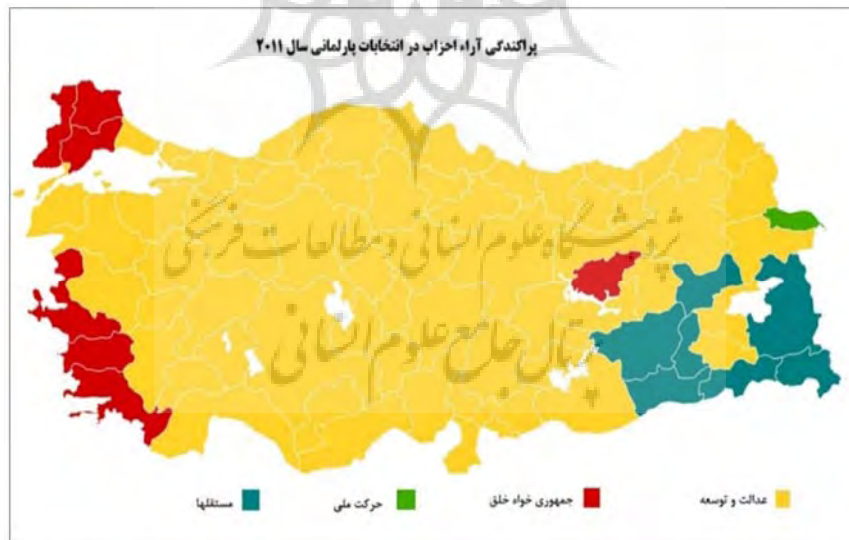 پراکندگی آراء احزاب در انتخابات پارلمانی سال ۲۰۱۱
پژوهشگاه علوم انسانی و مطالعات فرهنگی
پرتال جامع علوم انسانی
عدالت و توسعه
جمهوری خواه خلق
حرکت ملی
مستقلها